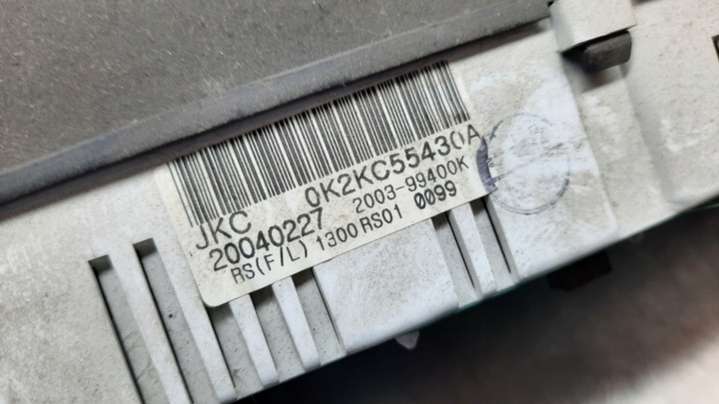 JKC 0K2KC55430A
20040227 2003-99400K
RS(F/L) 1300 RS01 0099